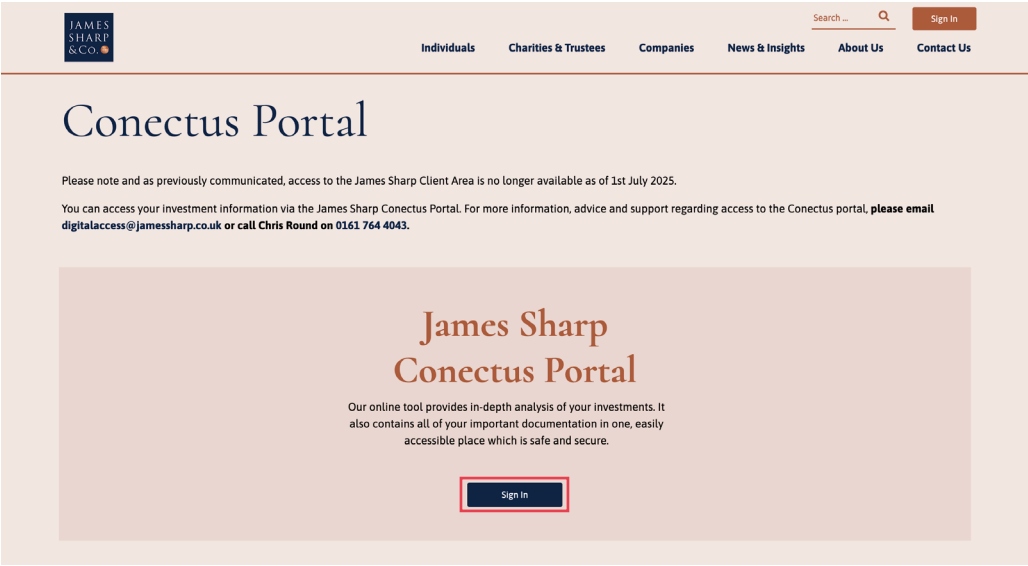 JAMES
SHARP
& CO.
Search ...
Sign In
Individuals
Charities & Trustees
Companies
News & Insights
About Us
Contact Us
Conectus Portal
Please note and as previously communicated, access to the James Sharp Client Area is no longer available as of 1st July 2025.
You can access your investment information via the James Sharp Conectus Portal. For more information, advice and support regarding access to the Conectus portal, please email
digitalaccess@jamessharp.co.uk or call Chris Round on 0161 764 4043.
James Sharp
Conectus Portal
Our online tool provides in-depth analysis of your investments. It
also contains all of your important documentation in one, easily
accessible place which is safe and secure.
Sign In